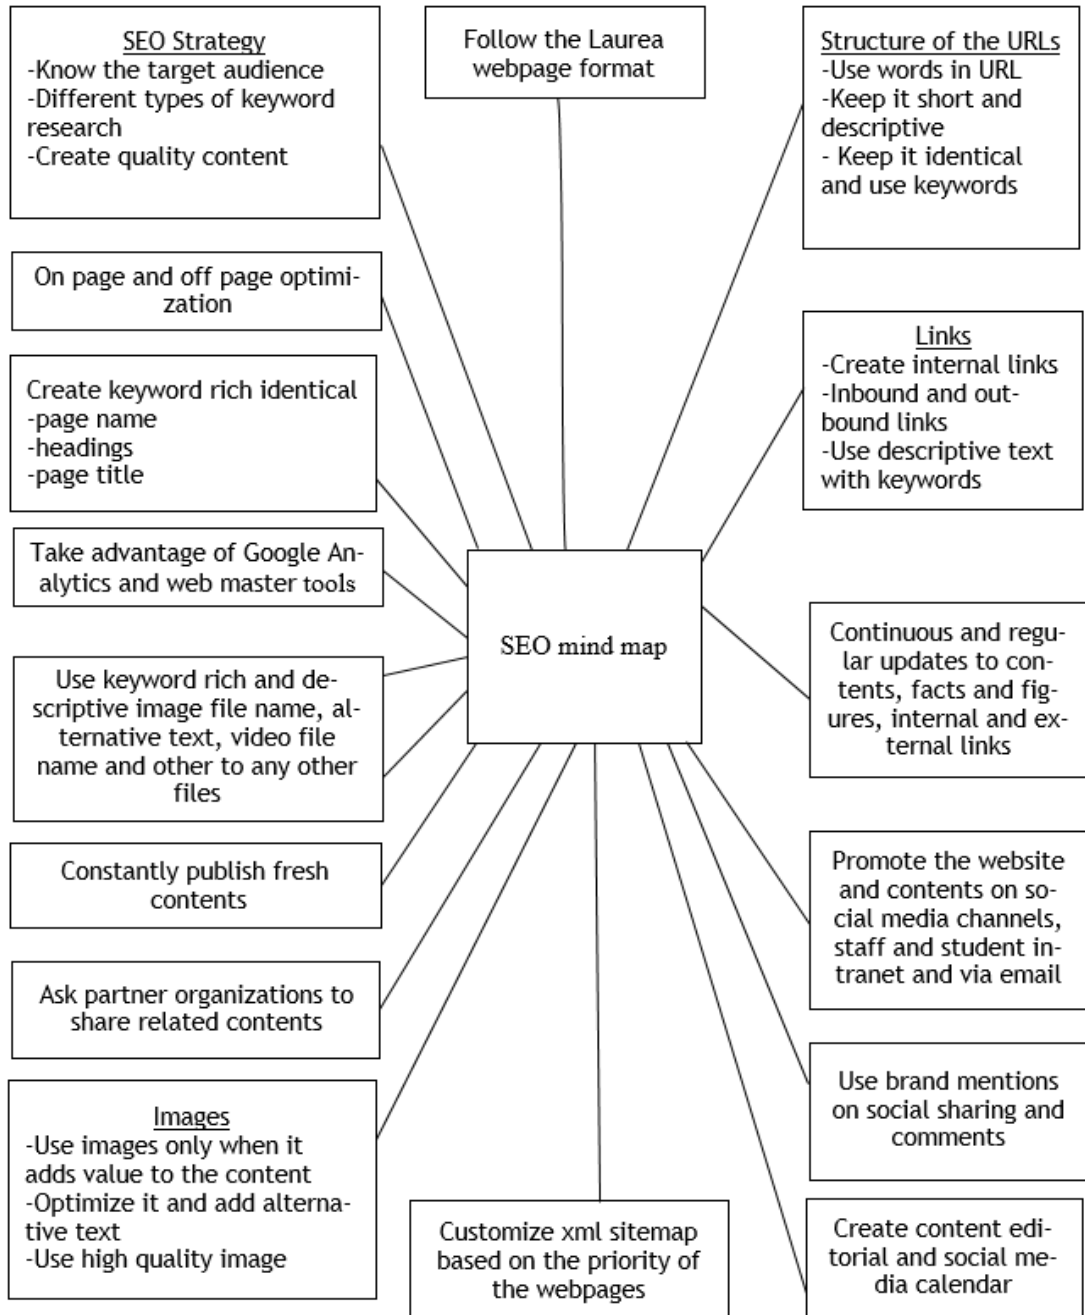 SEO Strategy
-Know the target audience
-Different types of keyword
research
-Create quality content
Follow the Laurea
webpage format
Structure of the URLs
-Use words in URL
-Keep it short and
descriptive
- Keep it identical
and use keywords
On page and off page optimi-
zation
Links
-Create internal links
-Inbound and out-
bound links
-Use descriptive text
with keywords
Create keyword rich identical
-page name
-headings
-page title
Take advantage of Google An-
alytics and web master tools
SEO mind map
Continuous and regu-
lar updates to con-
tents, facts and fig-
ures, internal and ex-
ternal links
Use keyword rich and de-
scriptive image file name, al-
ternative text, video file
name and other to any other
files
Constantly publish fresh
contents
Promote the website
and contents on so-
cial media channels,
staff and student in-
tranet and via email
Ask partner organizations to
share related contents
Use brand mentions
on social sharing and
comments
Images
-Use images only when it
adds value to the content
-Optimize it and add alterna-
tive text
-Use high quality image
Customize xml sitemap
based on the priority of
the webpages
Create content edi-
torial and social me-
dia calendar